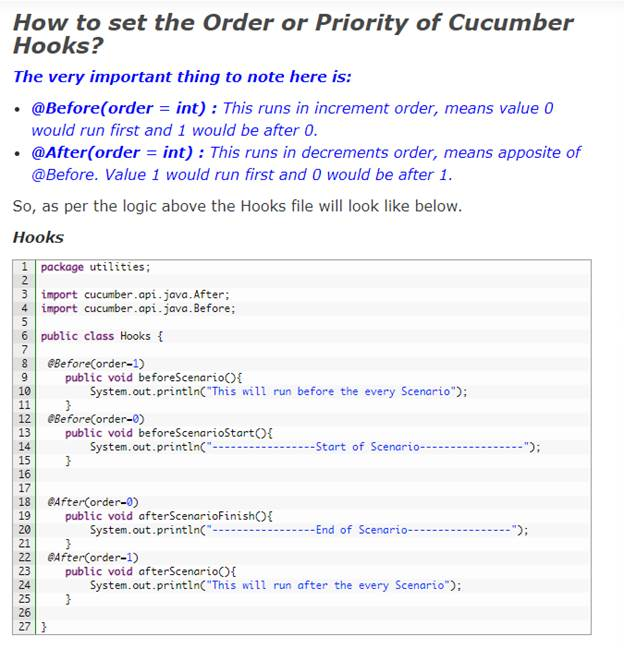 How to set the Order or Priority of Cucumber
Hooks?
The very important thing to note here is:
• @Before(order = int) : This runs in increment order, means value 0
would run first and 1 would be after 0.
• @After(order = int) : This runs in decrements order, means apposite of
@Before. Value 1 would run first and 0 would be after 1.
So, as per the logic above the Hooks file will look like below.
Hooks
1 package utilities;
2
3 import cucumber.api.java.After;
4 import cucumber.api.java.Before;
5
6 public class Hooks {
7
8 @Before(order=1)
9 public void beforeScenario(){
10 System.out.println("This will run before the every Scenario");
11 }
12 @Before(order=0)
13 public void beforeScenarioStart(){
14 System.out.println("-----------------Start of Scenario-----------------");
15 }
16
17
18 @After(order=0)
19 public void afterScenarioFinish(){
20 System.out.println("-----------------End of Scenario-----------------");
21 }
22 @After(order=1)
23 public void afterScenario(){
24 System.out.println("This will run after the every Scenario");
25 }
26
27 }